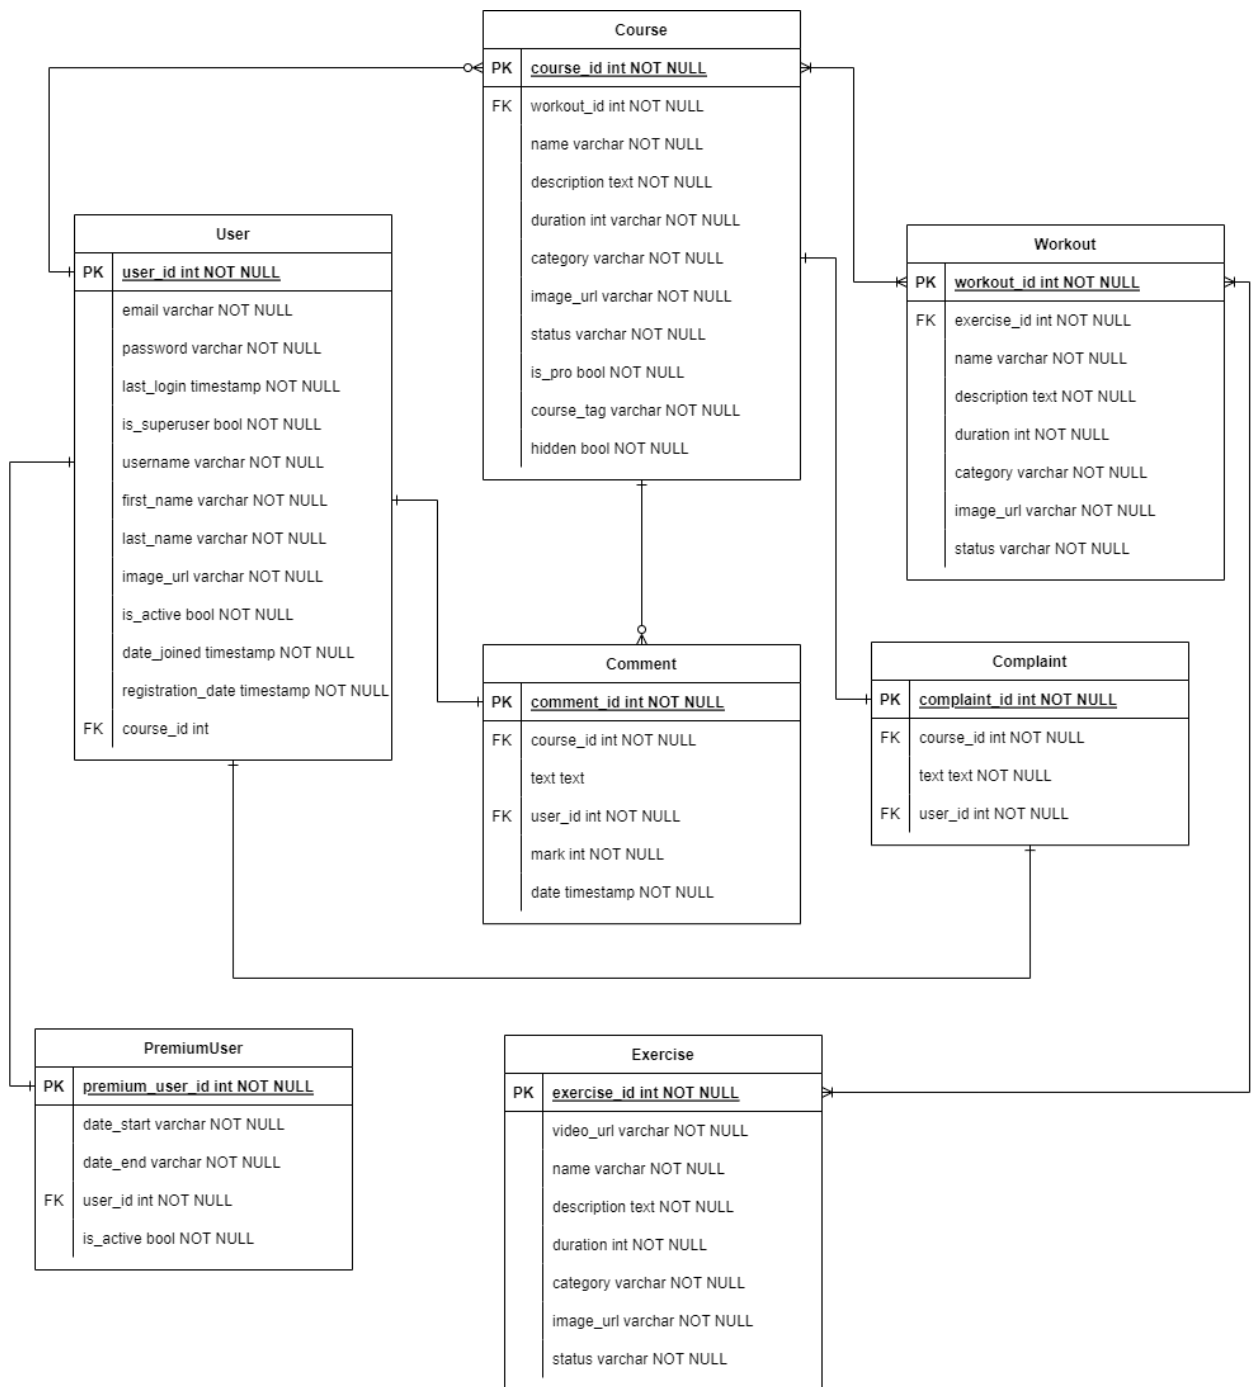 Course
PK course_id int NOT NULL
FK workout_id int NOT NULL
name varchar NOT NULL
description text NOT NULL
duration int varchar NOT NULL
category varchar NOT NULL
image_url varchar NOT NULL
status varchar NOT NULL
is_pro bool NOT NULL
course_tag varchar NOT NULL
hidden bool NOT NULL
User
PK user_id int NOT NULL
email varchar NOT NULL
password varchar NOT NULL
last_login timestamp NOT NULL
is_superuser bool NOT NULL
username varchar NOT NULL
first_name varchar NOT NULL
last_name varchar NOT NULL
image_url varchar NOT NULL
is_active bool NOT NULL
date_joined timestamp NOT NULL
registration_date timestamp NOT NULL
FK course_id int
Workout
PK workout_id int NOT NULL
FK exercise_id int NOT NULL
name varchar NOT NULL
description text NOT NULL
duration int NOT NULL
category varchar NOT NULL
image_url varchar NOT NULL
status varchar NOT NULL
Comment
PK comment_id int NOT NULL
FK course_id int NOT NULL
text text
FK user_id int NOT NULL
mark int NOT NULL
date timestamp NOT NULL
Complaint
PK complaint_id int NOT NULL
FK course_id int NOT NULL
text text NOT NULL
FK user_id int NOT NULL
PremiumUser
PK premium_user_id int NOT NULL
date_start varchar NOT NULL
date_end varchar NOT NULL
FK user_id int NOT NULL
is_active bool NOT NULL
Exercise
PK exercise_id int NOT NULL
video_url varchar NOT NULL
name varchar NOT NULL
description text NOT NULL
duration int NOT NULL
category varchar NOT NULL
image_url varchar NOT NULL
status varchar NOT NULL